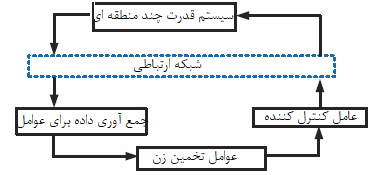 سیستم قدرت چند منطقه ای
شبکه ارتباطی
جمع آوری داده برای عوامل
عامل کنترل کننده
عوامل تخمین زن